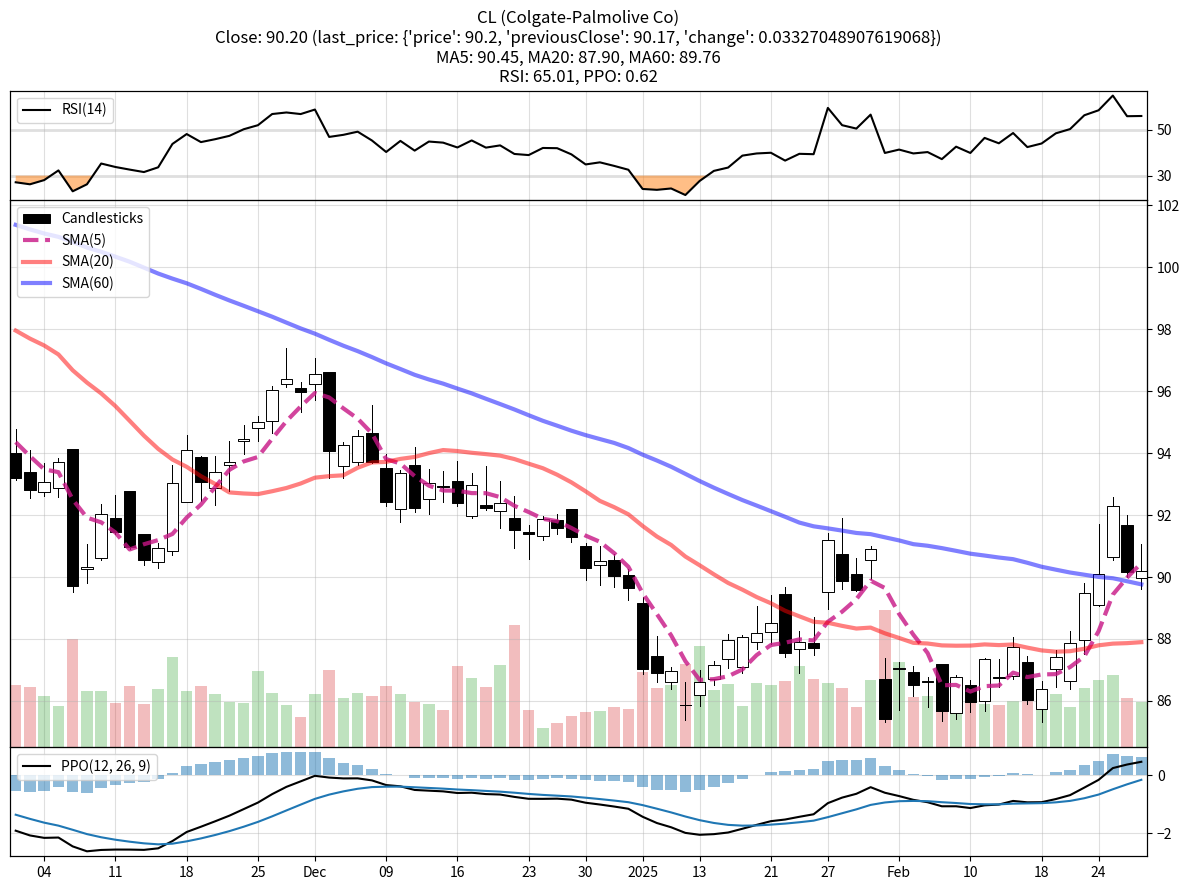 CL (Colgate-Palmolive Co)
Close: 90.20 (last_price: {'price': 90.2, 'previousClose': 90.17, 'change': 0.03327048907619068})
MA5: 90.45, MA20: 87.90, MA60: 89.76
RSI: 65.01, PPO: 0.62
RSI(14)
50
30
Candlesticks
SMA(5)
SMA(20)
SMA(60)
102
100
98
96
94
92
90
88
86
PPO(12, 26, 9)
0
−2
04 11 18 25 Dec 09 16 23 30 2025 13 21 27 Feb 10 18 24